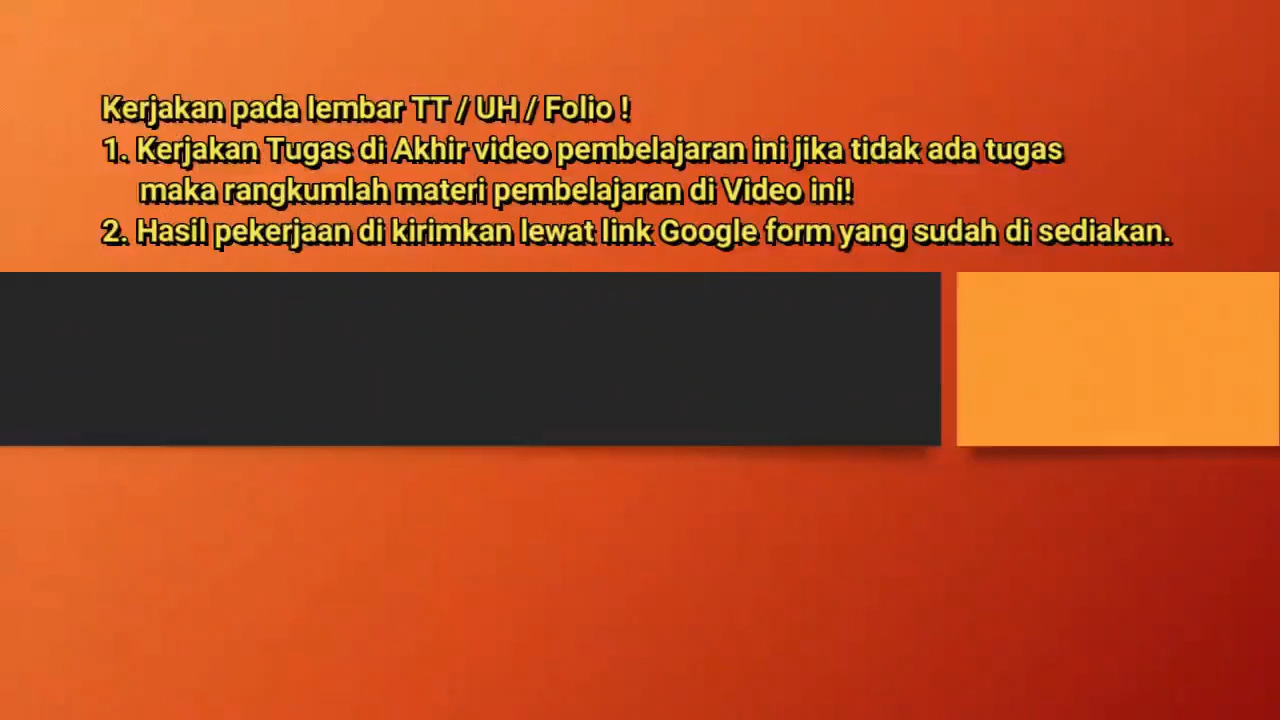 Kerjakan pada lembar TT / UH / Folio !
1. Kerjakan Tugas di Akhir video pembelajaran ini jika tidak ada tugas
maka rangkumlah materi pembelajaran di Video ini!
2. Hasil pekerjaan di kirimkan lewat link Google form yang sudah di sediakan.